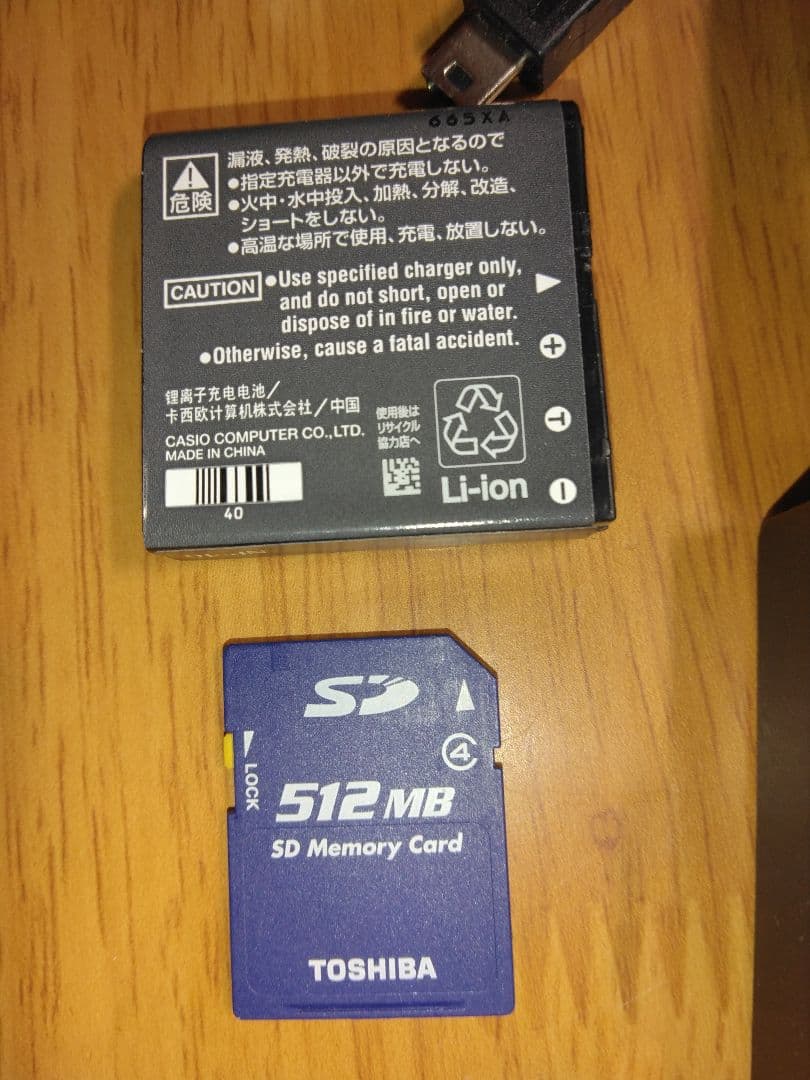 665XA
危険
漏液、発熱、破裂の原因となるので
●指定充電器以外で充電しない。
●火中・水中投入、加熱、分解、改造、
ショートをしない。
●高温な場所で使用、充電、放置しない。
CAUTION
●Use specified charger only,
and do not short, open or
dispose of in fire or water.
●Otherwise, cause a fatal accident.
锂离子充电电池/
卡西欧计算机株式会社/中国
CASIO COMPUTER CO.,LTD.
MADE IN CHINA
40
使用後は
リサイクル
協力店へ
Li-ion
+
T
−
SD
4
LOCK
512MB
SD Memory Card
TOSHIBA